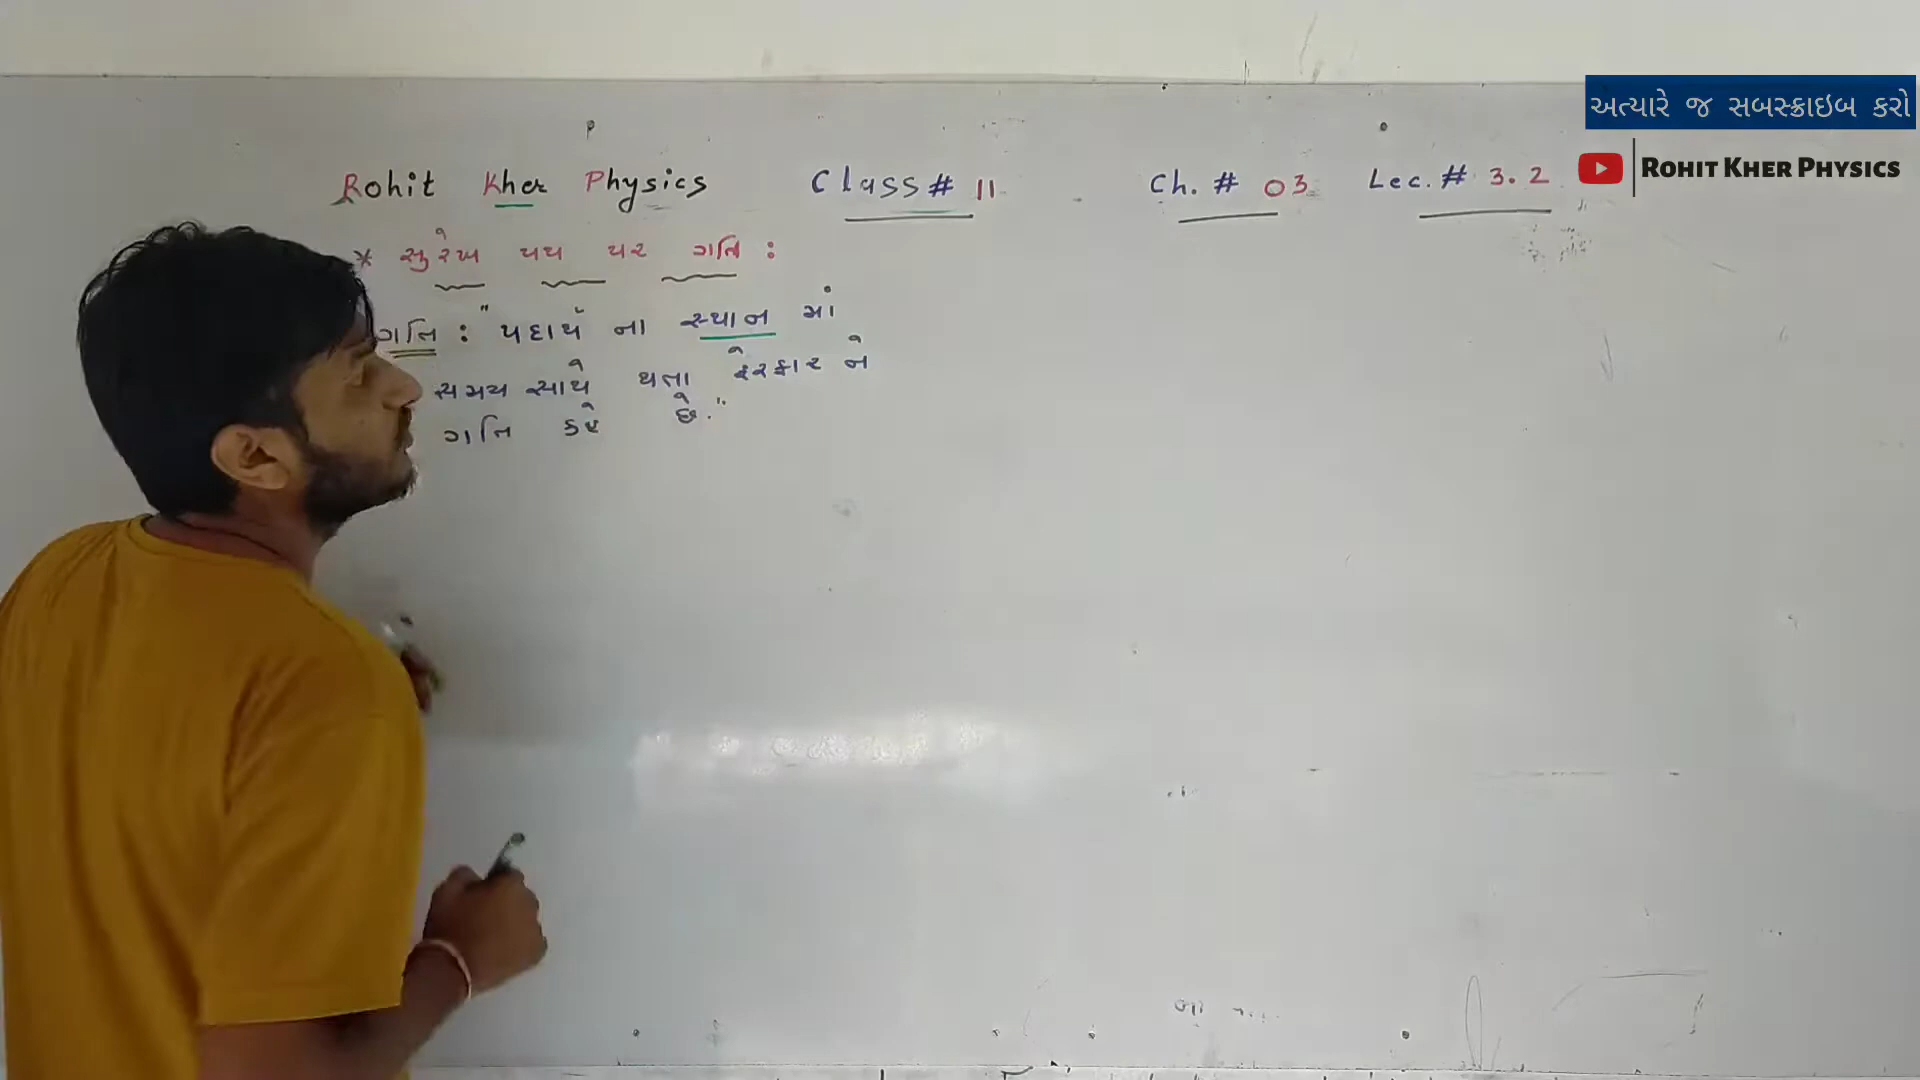 અત્યારે જ સબસ્ક્રાઇબ કરો
ROHIT KHER PHYSICS
Rohit Kher Physics Class # 11 Ch. # 03 Lec. # 3.2
* સુરેખ પથ પર ગતિ :
ગતિ : "પદાર્થ ના સ્થાન માં
સમય સાથે થતા ફેરફાર ને
ગતિ કહે છે."